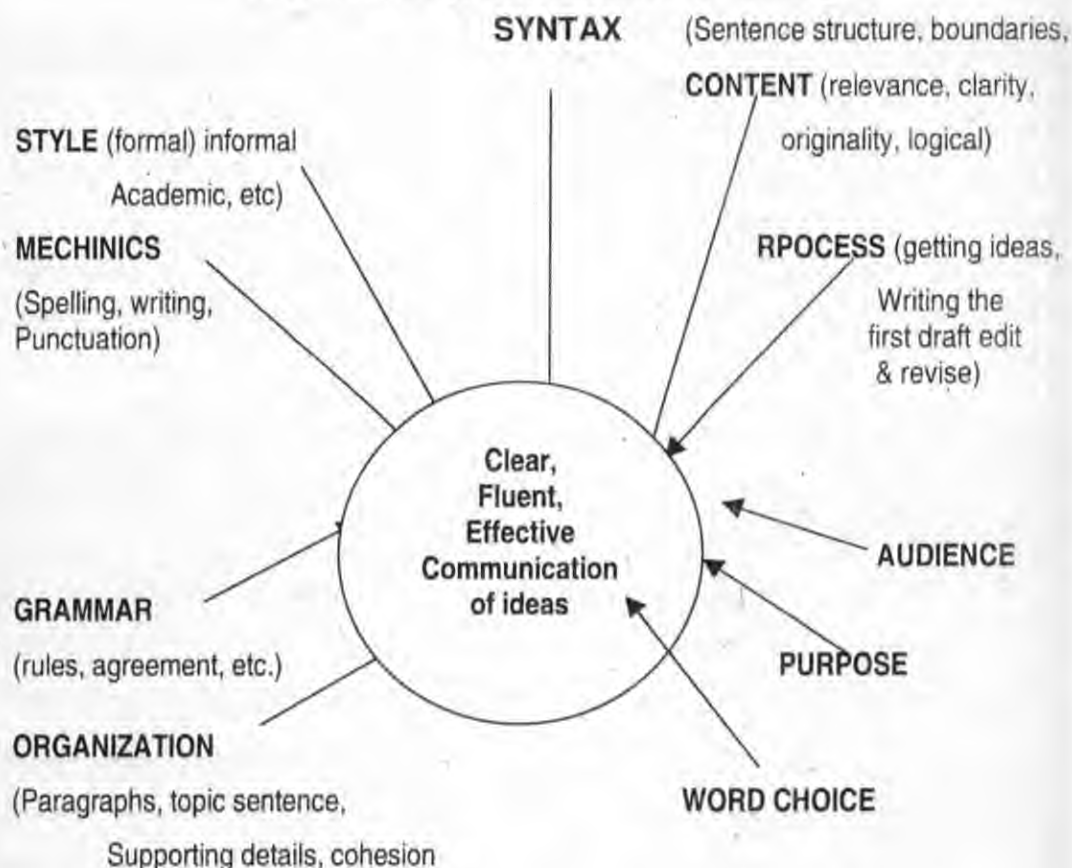 SYNTAX (Sentence structure, boundaries,
CONTENT (relevance, clarity,
originality, logical)
STYLE (formal) informal
Academic, etc)
MECHINICS
(Spelling, writing,
Punctuation)
RPOCESS (getting ideas,
Writing the
first draft edit
& revise)
Clear,
Fluent,
Effective
Communication
of ideas
AUDIENCE
PURPOSE
WORD CHOICE
GRAMMAR
(rules, agreement, etc.)
ORGANIZATION
(Paragraphs, topic sentence,
Supporting details, cohesion